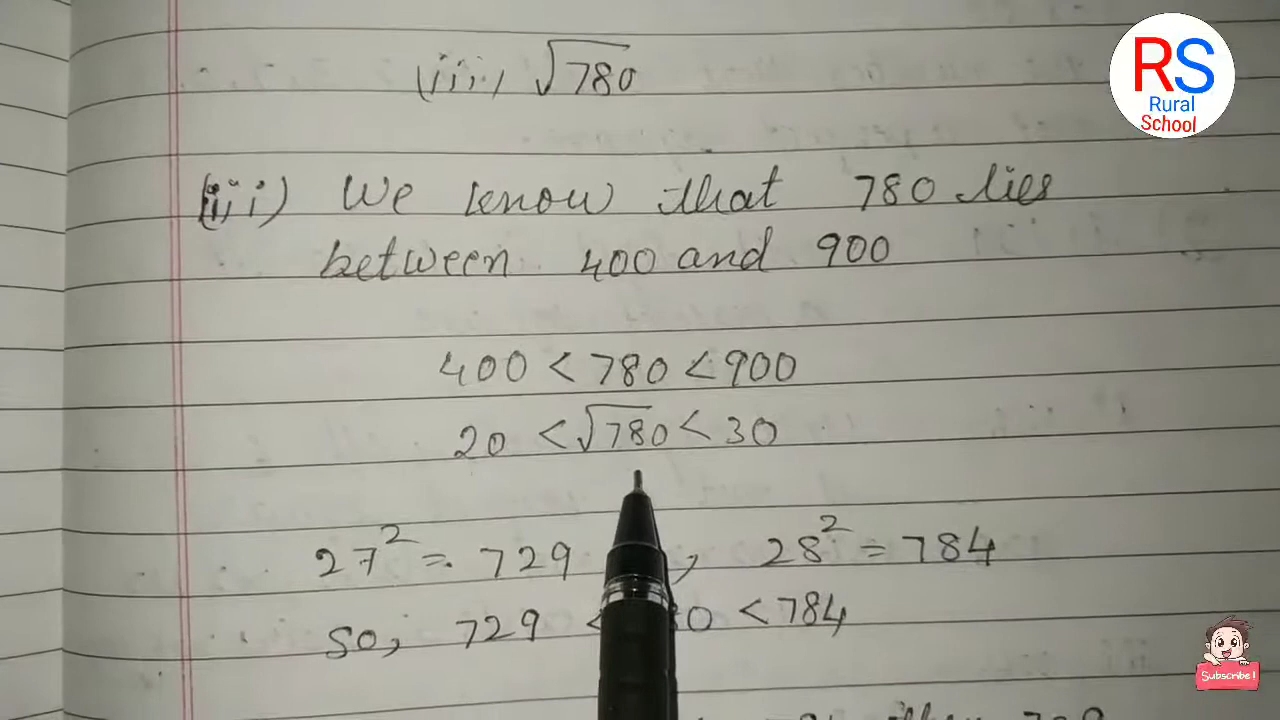 (iii) √780
RS
Rural
School
(iii) We know that 780 lies
between 400 and 900
400 < 780 < 900
20 < √780 < 30
27² = 729 , 28² = 784
so, 729 < 0 < 784
Subscribe!